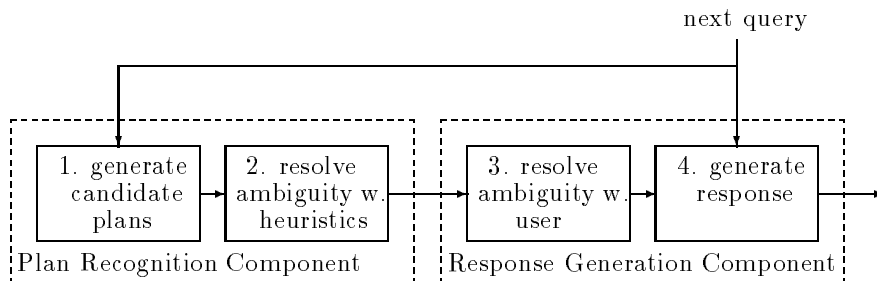 next query
1. generate
candidate
plans
2. resolve
ambiguity w.
heuristics
3. resolve
ambiguity w.
user
4. generate
response
Plan Recognition Component
Response Generation Component